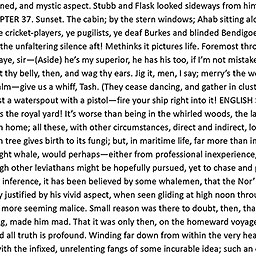 ned, and mystic aspect. Stubb and Flask looked sideways from him
PTER 37. Sunset. The cabin; by the stern windows; Ahab sitting alo
e cricket-players, ye pugilists, ye deaf Burkes and blinded Bendigoe
the unfaltering silence aft! Methinks it pictures life. Foremost thro
aye, sir—(Aside) he's my superior, he has his too, if I'm not mistake
t thy belly, then, and wag thy ears. Jig it, men, I say; merry's the w
lm—give us a whiff, Tash. (They cease dancing, and gather in clust
st a waterspout with a pistol—fire your ship right into it! ENGLISH S
s the royal yard! It's worse than being in the whirled woods, the la
n home; all these, with other circumstances, direct and indirect, lo
n tree gives birth to its fungi; but, in maritime life, far more than in
ght whale, would perhaps—either from professional inexperience,
gh other leviathans might be hopefully pursued, yet to chase and p
inference, it has been believed by some whalemen, that the Nor'
y justified by his vivid aspect, when seen gliding at high noon throu
more seeming malice. Small reason was there to doubt, then, tha
ing, made him mad. That it was only then, on the homeward voyage
d all truth is profound. Winding far down from within the very hea
with the infixed, unrelenting fangs of some incurable idea; such an